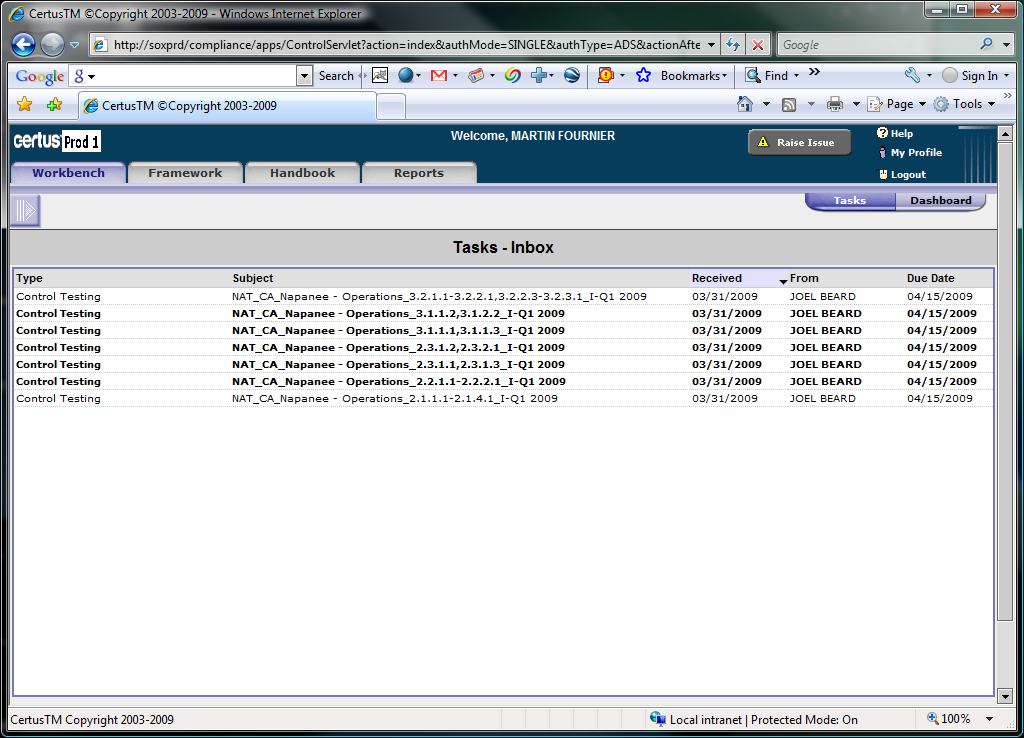 CertusTM ©Copyright 2003-2009 - Windows Internet Explorer
http://soxprd/compliance/apps/ControlServlet?action=index&authMode=SINGLE&authType=ADS&actionAfte
Google
Google Search Bookmarks Find Sign In
CertusTM ©Copyright 2003-2009 Page Tools
certus Prod 1 Welcome, MARTIN FOURNIER Raise Issue Help
My Profile
Logout
Workbench Framework Handbook Reports
Tasks Dashboard
Tasks - Inbox
Type Subject Received From Due Date
Control Testing NAT_CA_Napanee - Operations_3.2.1.1-3.2.2.1,3.2.2.3-3.2.3.1_I-Q1 2009 03/31/2009 JOEL BEARD 04/15/2009
Control Testing NAT_CA_Napanee - Operations_3.1.1.2,3.1.2.2_I-Q1 2009 03/31/2009 JOEL BEARD 04/15/2009
Control Testing NAT_CA_Napanee - Operations_3.1.1.1,3.1.1.3_I-Q1 2009 03/31/2009 JOEL BEARD 04/15/2009
Control Testing NAT_CA_Napanee - Operations_2.3.1.2,2.3.2.1_I-Q1 2009 03/31/2009 JOEL BEARD 04/15/2009
Control Testing NAT_CA_Napanee - Operations_2.3.1.1,2.3.1.3_I-Q1 2009 03/31/2009 JOEL BEARD 04/15/2009
Control Testing NAT_CA_Napanee - Operations_2.2.1.1-2.2.2.1_I-Q1 2009 03/31/2009 JOEL BEARD 04/15/2009
Control Testing NAT_CA_Napanee - Operations_2.1.1.1-2.1.4.1_I-Q1 2009 03/31/2009 JOEL BEARD 04/15/2009
CertusTM Copyright 2003-2009 Local intranet | Protected Mode: On 100%